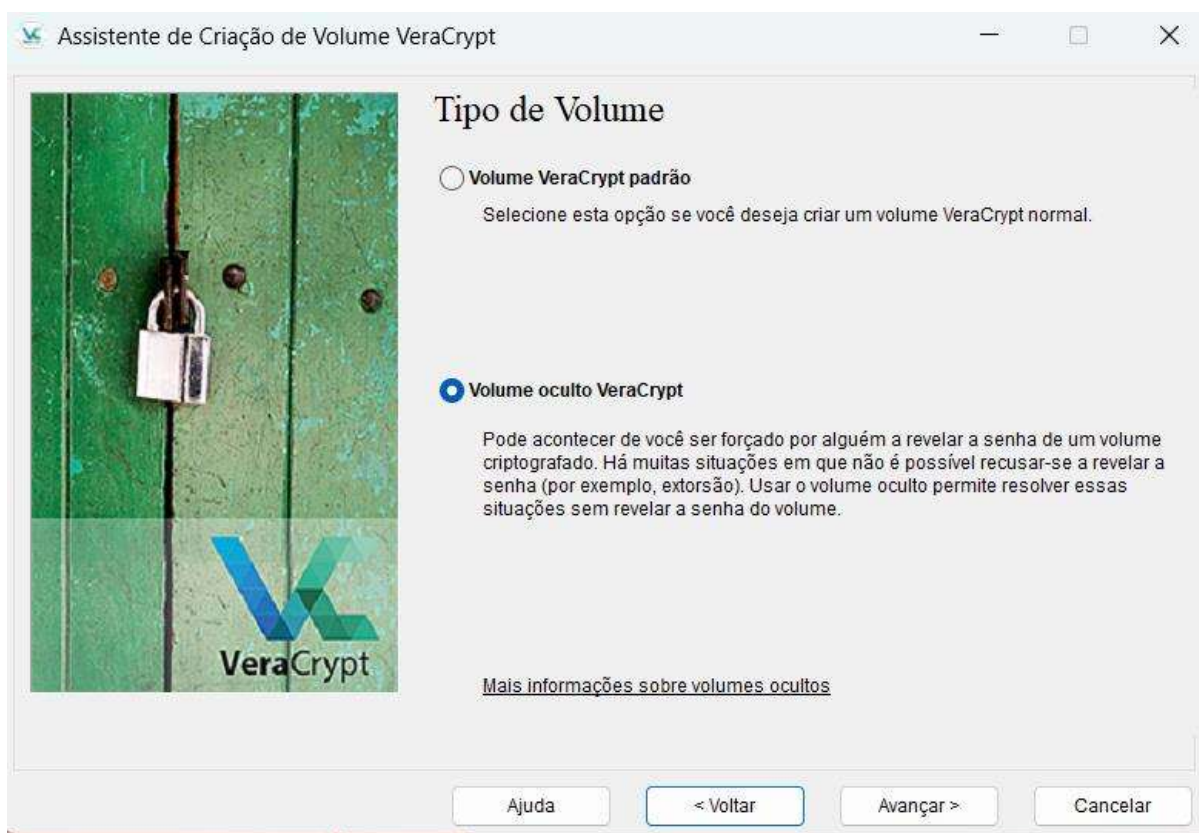 Assistente de Criação de Volume VeraCrypt
Tipo de Volume
Volume VeraCrypt padrão
Selecione esta opção se você deseja criar um volume VeraCrypt normal.
Volume oculto VeraCrypt
Pode acontecer de você ser forçado por alguém a revelar a senha de um volume
criptografado. Há muitas situações em que não é possível recusar-se a revelar a
senha (por exemplo, extorsão). Usar o volume oculto permite resolver essas
situações sem revelar a senha do volume.
VeraCrypt
Mais informações sobre volumes ocultos
Ajuda
< Voltar
Avançar >
Cancelar